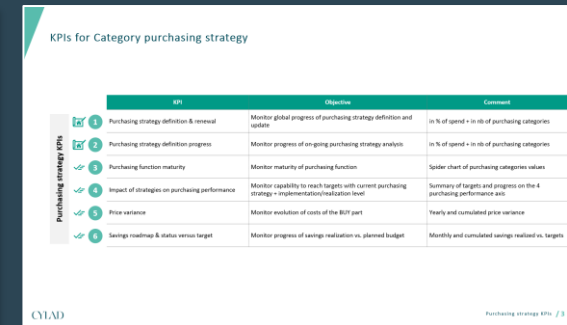 KPIs for Category purchasing strategy
KPI Objective Comment
Purchasing strategy KPIs
1 Purchasing strategy definition & renewal Monitor global progress of purchasing strategy definition and in % of spend + in nb of purchasing categories
update
2 Purchasing strategy definition progress Monitor progress of on-going purchasing strategy analysis in % of spend + in nb of purchasing categories
3 Purchasing function maturity Monitor maturity of purchasing function Spider chart of purchasing categories values
4 Impact of strategies on purchasing performance Monitor capability to reach targets with current purchasing Summary of targets and progress on the 4
strategy + implementation/realization level purchasing performance axis
5 Price variance Monitor evolution of costs of the BUY part Yearly and cumulated price variance
6 Savings roadmap & status versus target Monitor progress of savings realization vs. planned budget Monthly and cumulated savings realized vs. targets
CYLAD
Purchasing strategy KPIs / 3